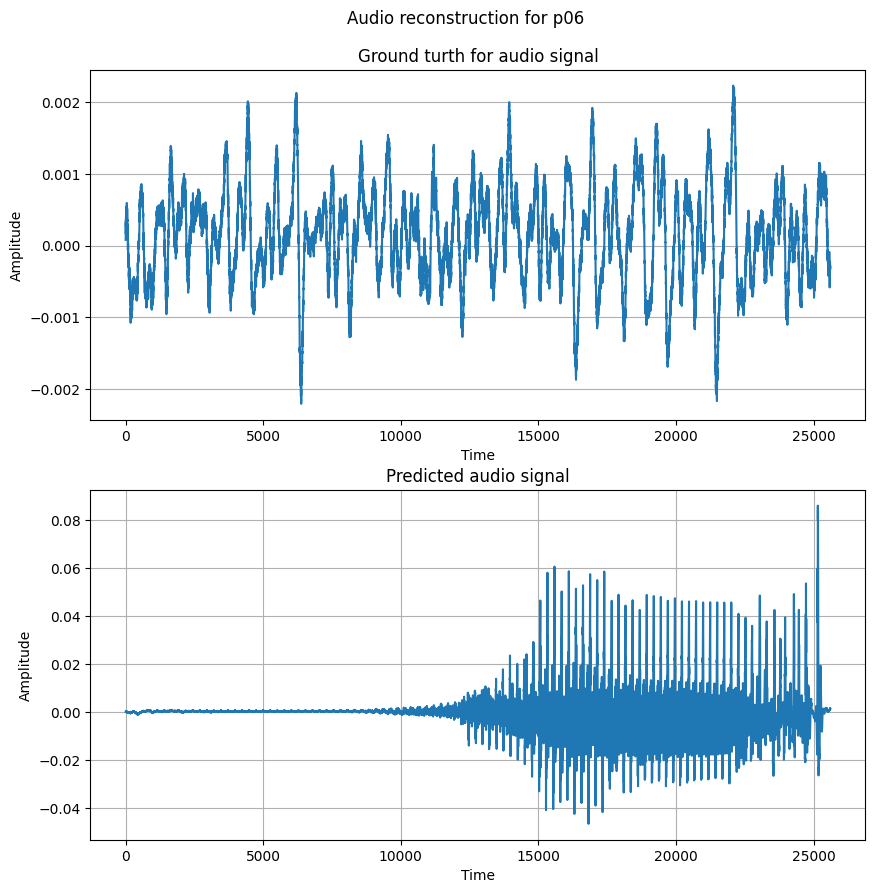 Audio reconstruction for p06
Ground turth for audio signal
0.002
0.001
0.000
−0.001
−0.002
Amplitude
0 5000 10000 15000 20000 25000
Time
Predicted audio signal
0.08
0.06
0.04
0.02
0.00
−0.02
−0.04
Amplitude
0 5000 10000 15000 20000 25000
Time